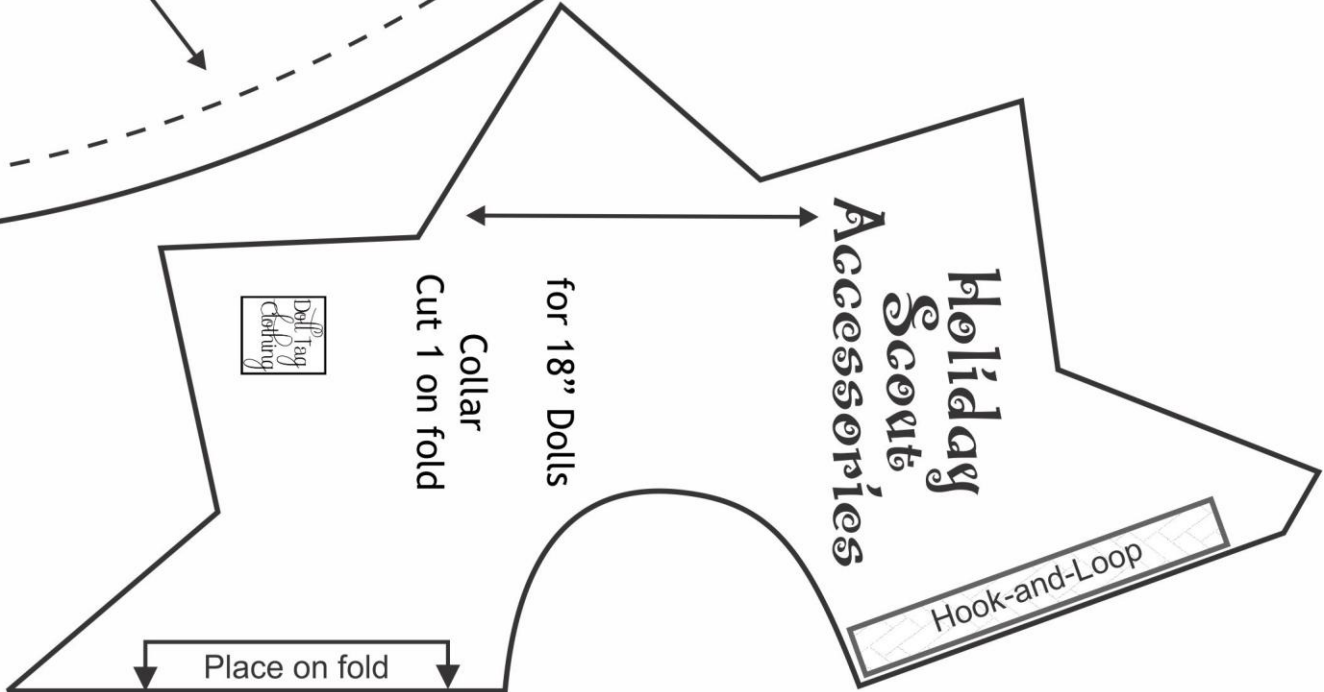 Holiday
Scout
Accessories
for 18” Dolls
Collar
Cut 1 on fold
Doll Tag
Clothing
Place on fold
Hook-and-Loop